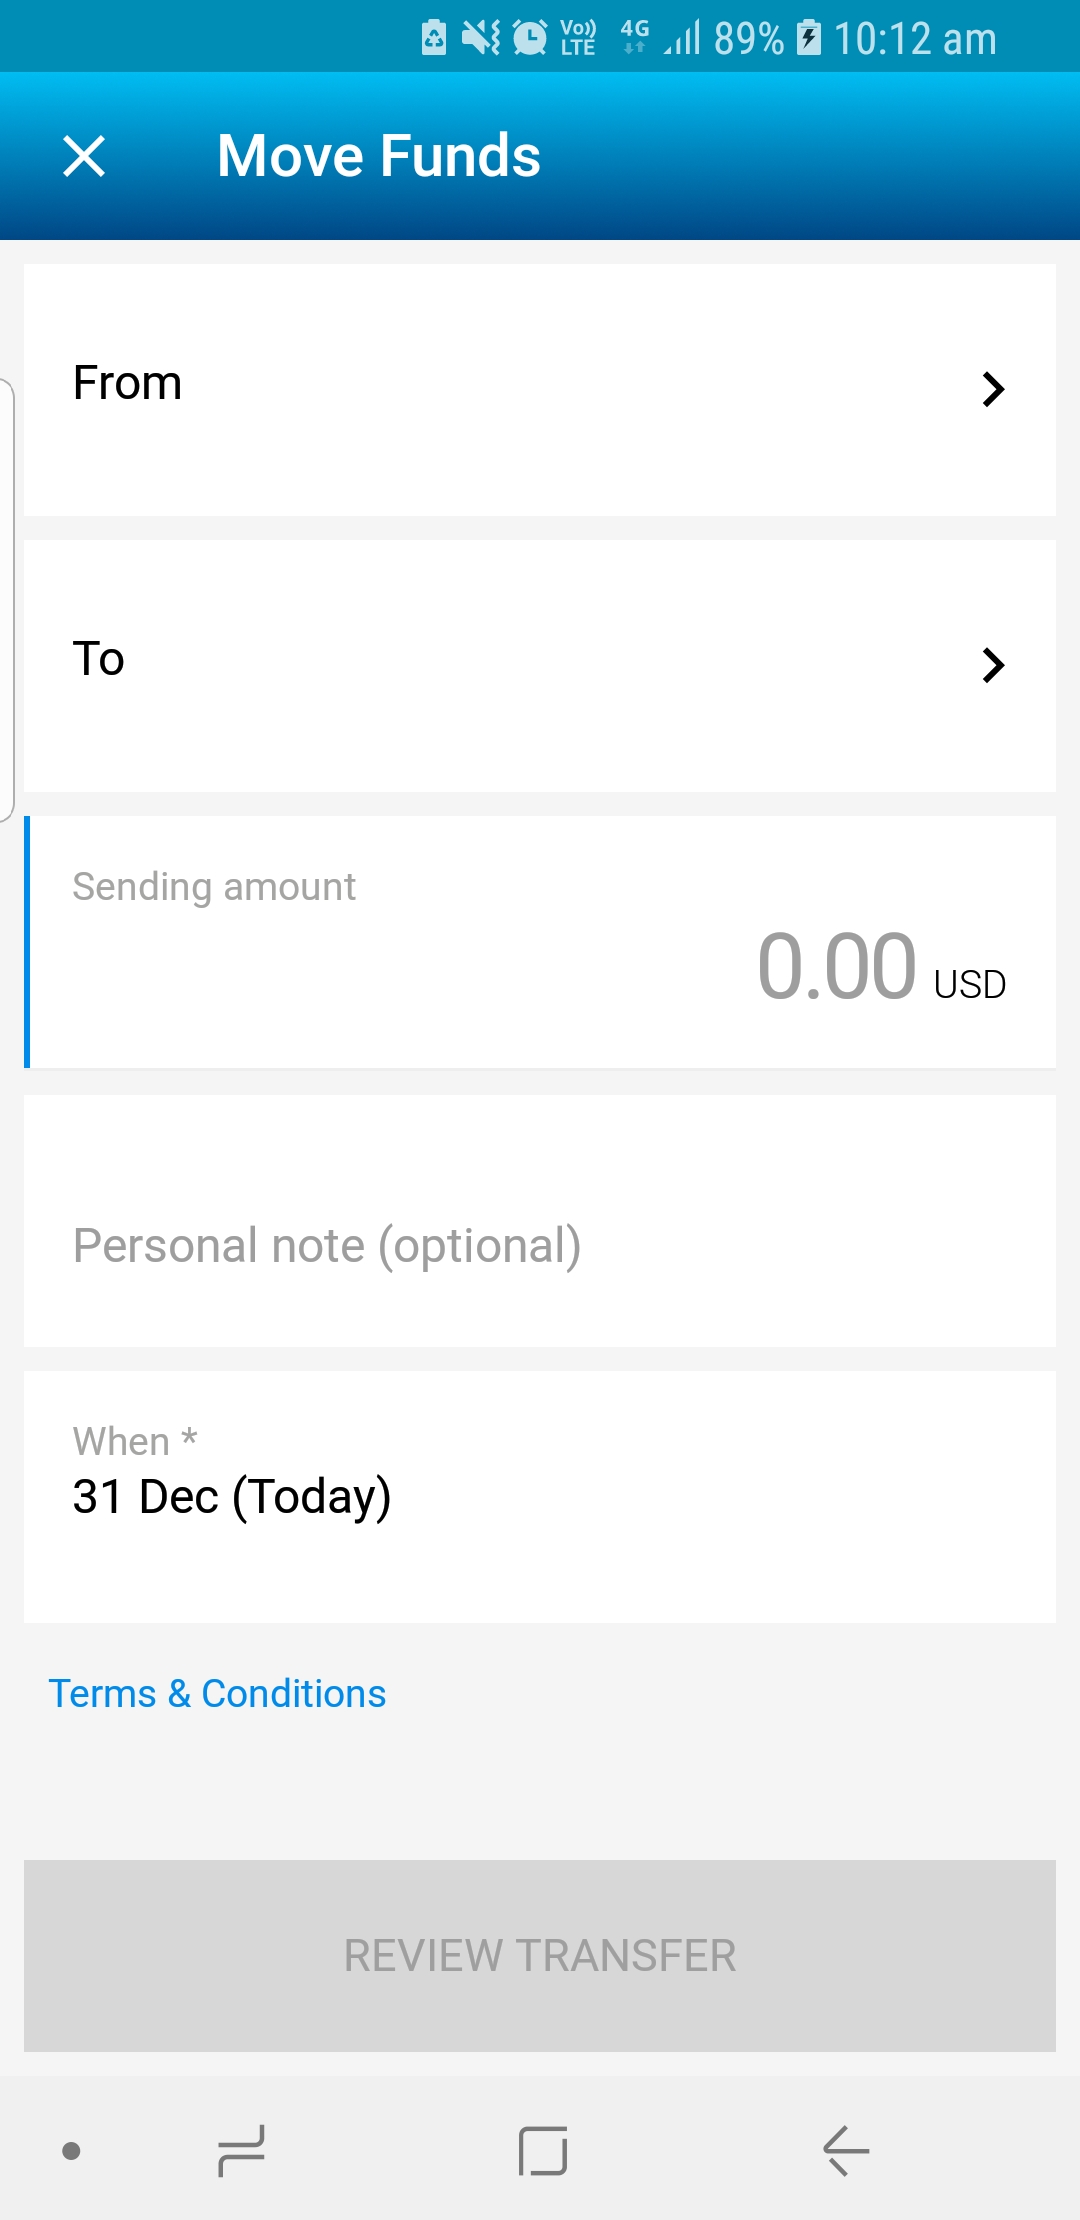 Vo)) LTE 4G 89% 10:12 am
Move Funds
From
To
Sending amount
0.00 USD
Personal note (optional)
When *
31 Dec (Today)
Terms & Conditions
REVIEW TRANSFER